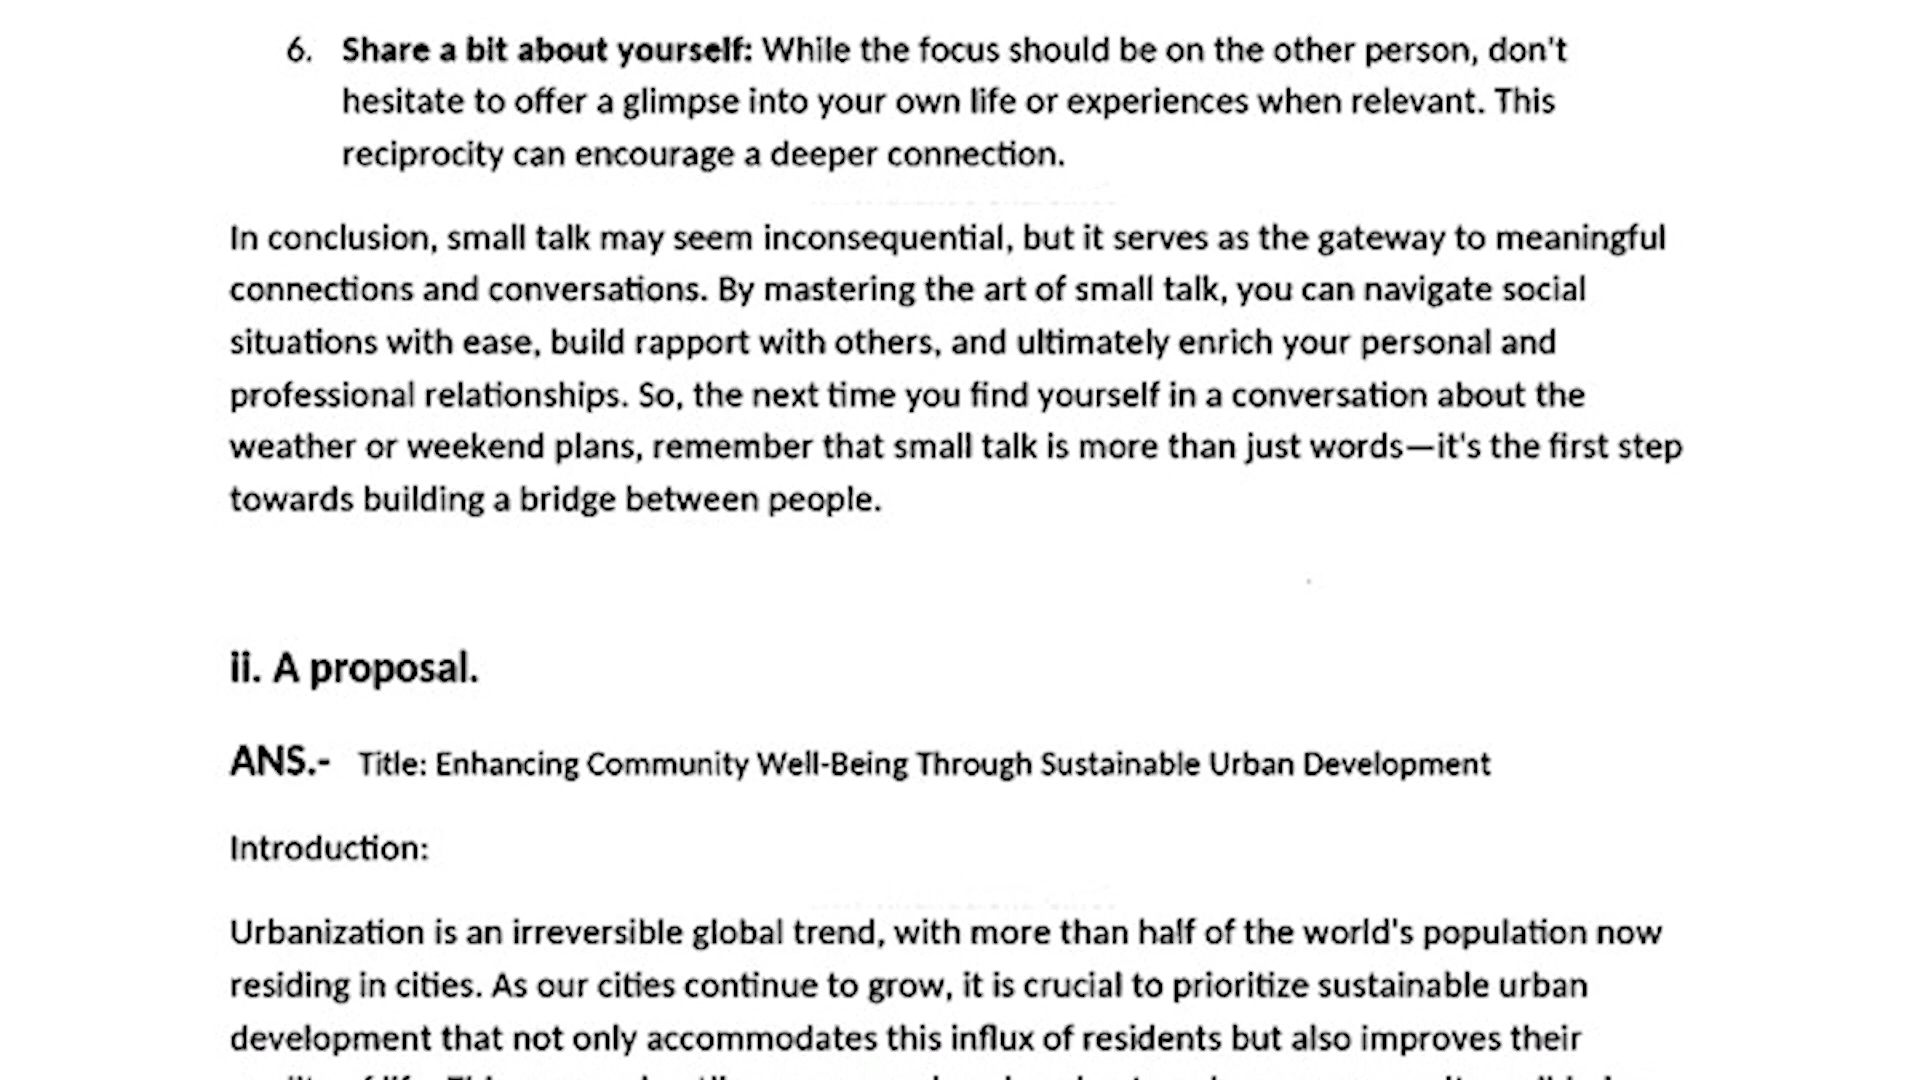 6. Share a bit about yourself: While the focus should be on the other person, don't
hesitate to offer a glimpse into your own life or experiences when relevant. This
reciprocity can encourage a deeper connection.
In conclusion, small talk may seem inconsequential, but it serves as the gateway to meaningful
connections and conversations. By mastering the art of small talk, you can navigate social
situations with ease, build rapport with others, and ultimately enrich your personal and
professional relationships. So, the next time you find yourself in a conversation about the
weather or weekend plans, remember that small talk is more than just words—it's the first step
towards building a bridge between people.
ii. A proposal.
ANS.- Title: Enhancing Community Well-Being Through Sustainable Urban Development
Introduction:
Urbanization is an irreversible global trend, with more than half of the world's population now
residing in cities. As our cities continue to grow, it is crucial to prioritize sustainable urban
development that not only accommodates this influx of residents but also improves their